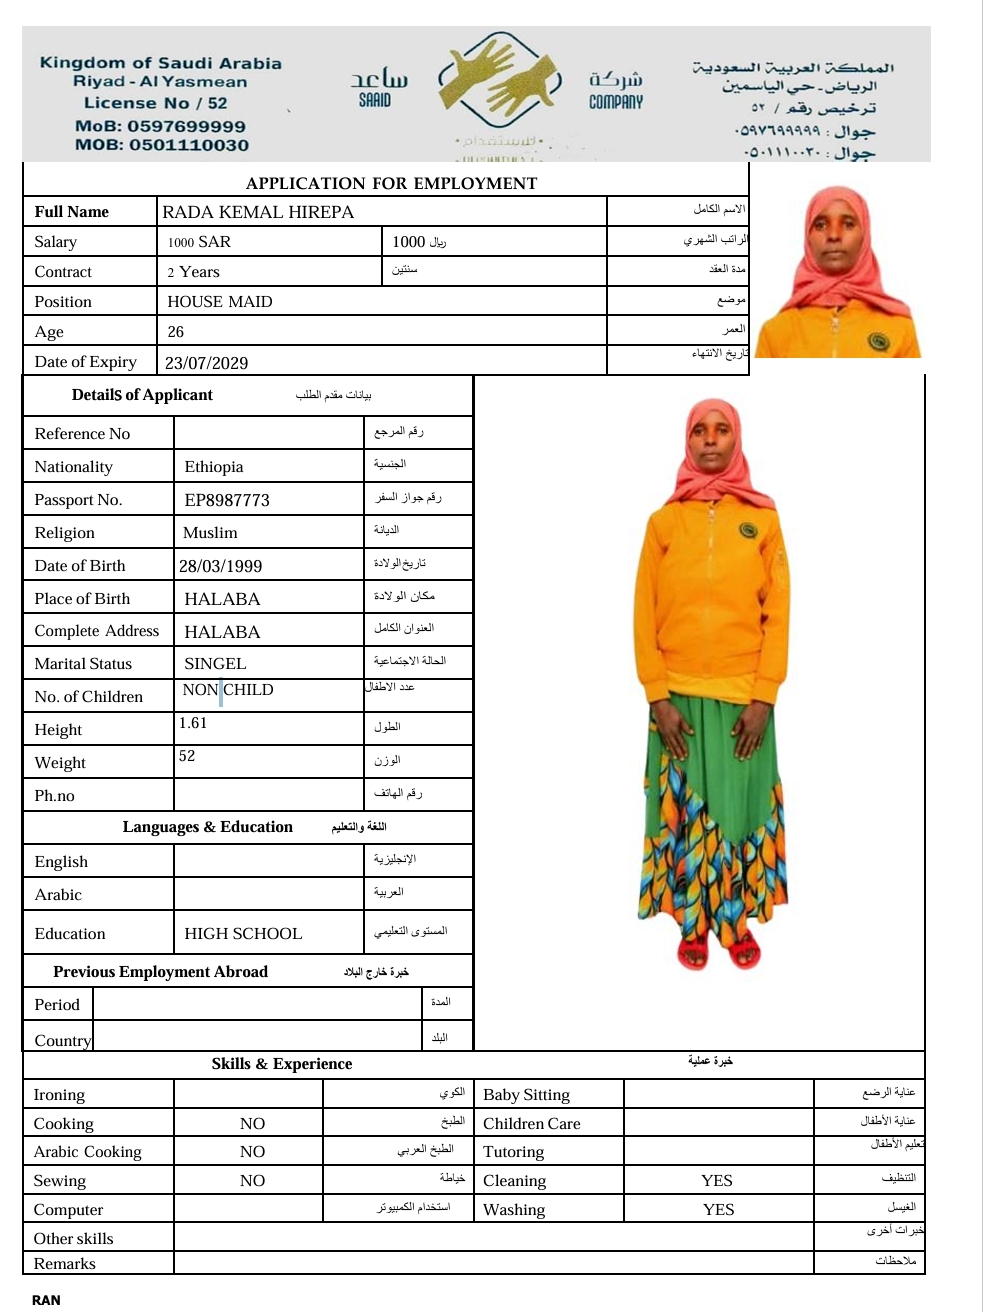 Kingdom of Saudi Arabia
Riyad - Al Yasmean
License No / 52
MoB: 0597699999
MOB: 0501110030
ساعد
SAAID
شركة
COMPANY
•للإستقدام•
المملكة العربية السعودية
الرياض - حي الياسمين
ترخيص رقم / ٥٢
جوال : ٠٥٩٧٦٩٩٩٩٩
جوال : ٠٥٠١١١٠٠٣٠
APPLICATION FOR EMPLOYMENT
Full Name RADA KEMAL HIREPA الاسم الكامل
Salary 1000 SAR 1000 ريال الراتب الشهري
Contract 2 Years سنتين مدة العقد
Position HOUSE MAID موضع
Age 26 العمر
Date of Expiry 23/07/2029 تاريخ الانتهاء
Details of Applicant بيانات مقدم الطلب
Reference No رقم المرجع
Nationality Ethiopia الجنسية
Passport No. EP8987773 رقم جواز السفر
Religion Muslim الديانة
Date of Birth 28/03/1999 تاريخ الولادة
Place of Birth HALABA مكان الولادة
Complete Address HALABA العنوان الكامل
Marital Status SINGEL الحالة الاجتماعية
No. of Children NON CHILD عدد الاطفال
Height 1.61 الطول
Weight 52 الوزن
Ph.no رقم الهاتف
Languages & Education اللغة والتعليم
English الإنجليزية
Arabic العربية
Education HIGH SCHOOL المستوى التعليمي
Previous Employment Abroad خبرة خارج البلاد
Period المدة
Country البلد
Skills & Experience خبرة عملية
Ironing الكوي Baby Sitting عناية الرضع
Cooking NO الطبخ Children Care عناية الأطفال
Arabic Cooking NO الطبخ العربي Tutoring تعليم الأطفال
Sewing NO خياطة Cleaning YES التنظيف
Computer استخدام الكمبيوتر Washing YES الغيسل
Other skills خبرات أخرى
Remarks ملاحظات
RAN